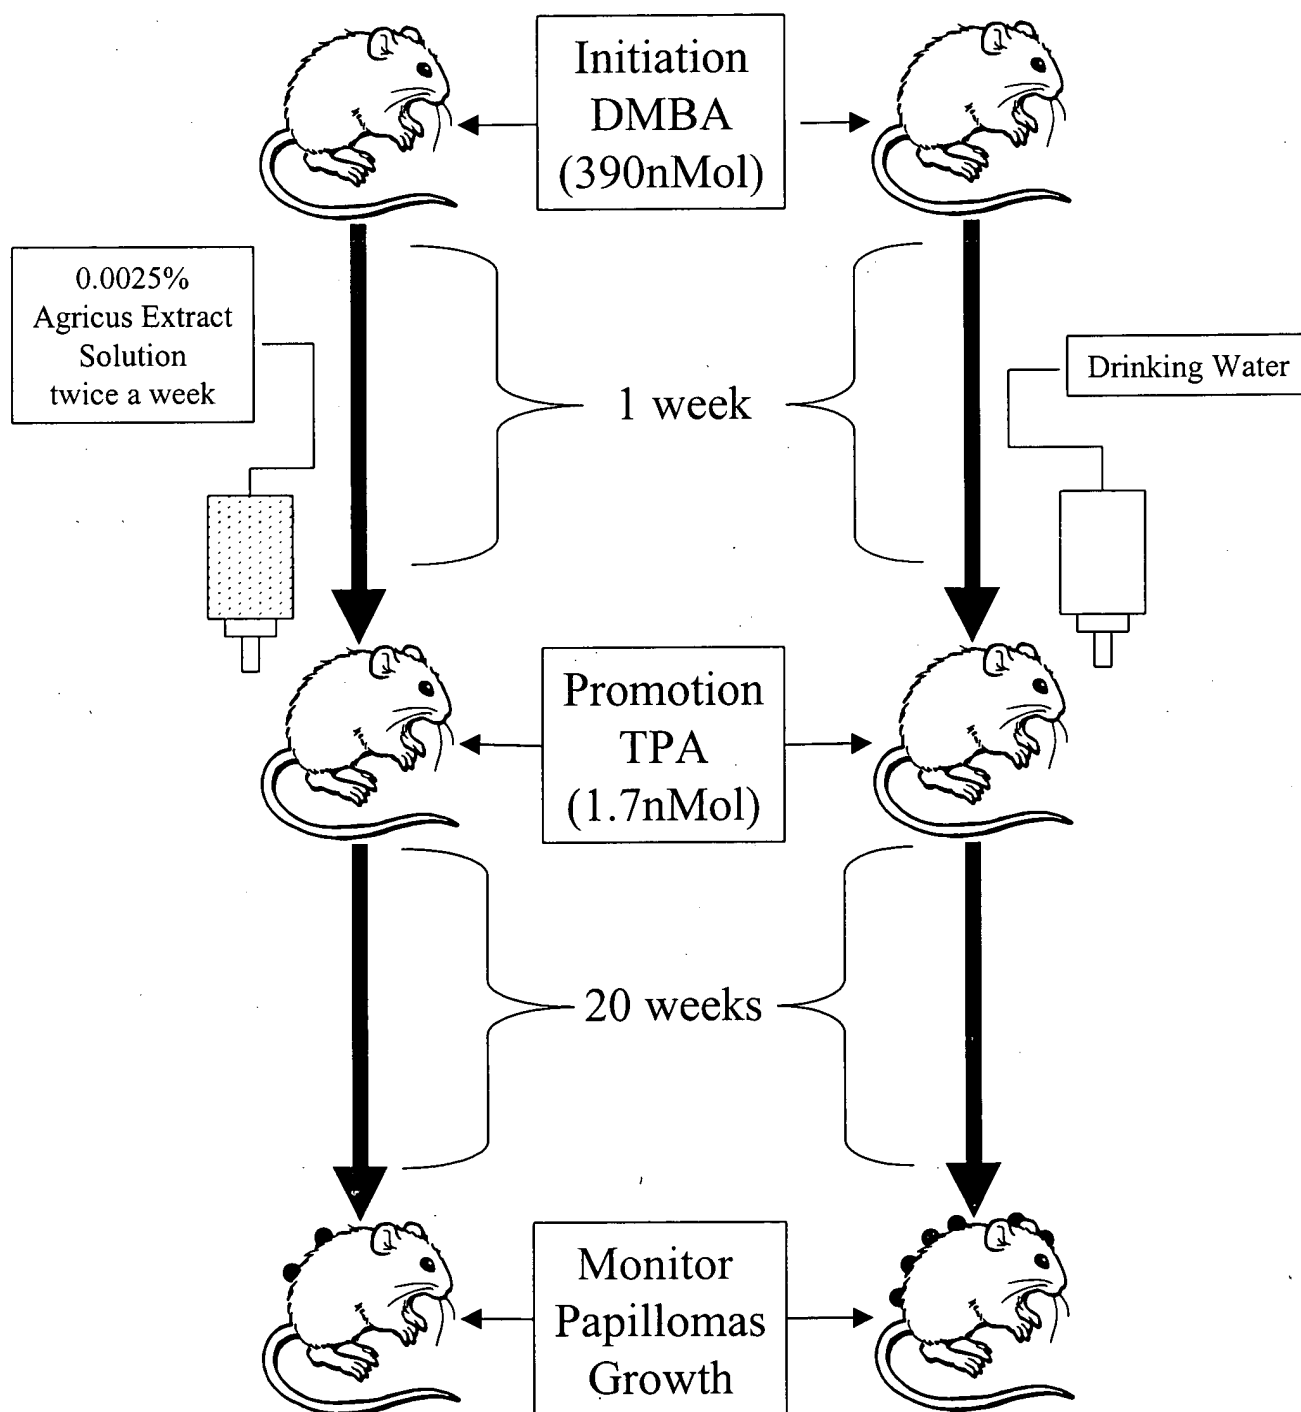 Initiation
DMBA
(390nMol)
0.0025%
Agricus Extract
Solution
twice a week
1 week
Drinking Water
Promotion
TPA
(1.7nMol)
20 weeks
Monitor
Papillomas
Growth